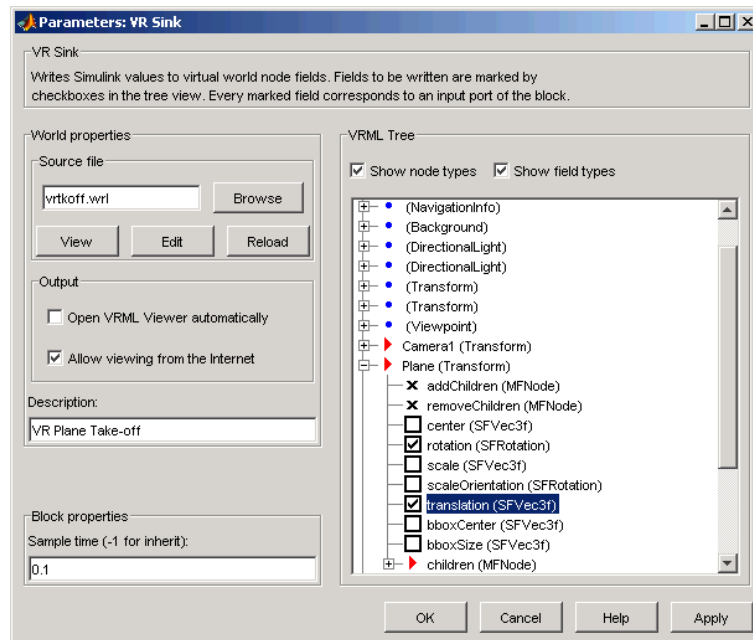 Parameters: VR Sink
VR Sink
Writes Simulink values to virtual world node fields. Fields to be written are marked by
checkboxes in the tree view. Every marked field corresponds to an input port of the block.
World properties
Source file
vrtkoff.wrl
Browse
View
Edit
Reload
Output
Open VRML Viewer automatically
Allow viewing from the Internet
Description:
VR Plane Take-off
Block properties
Sample time (-1 for inherit):
0.1
VRML Tree
Show node types
Show field types
(NavigationInfo)
(Background)
(DirectionalLight)
(DirectionalLight)
(Transform)
(Transform)
(Viewpoint)
Camera1 (Transform)
Plane (Transform)
addChildren (MFNode)
removeChildren (MFNode)
center (SFVec3f)
rotation (SFRotation)
scale (SFVec3f)
scaleOrientation (SFRotation)
translation (SFVec3f)
bboxCenter (SFVec3f)
bboxSize (SFVec3f)
children (MFNode)
OK
Cancel
Help
Apply